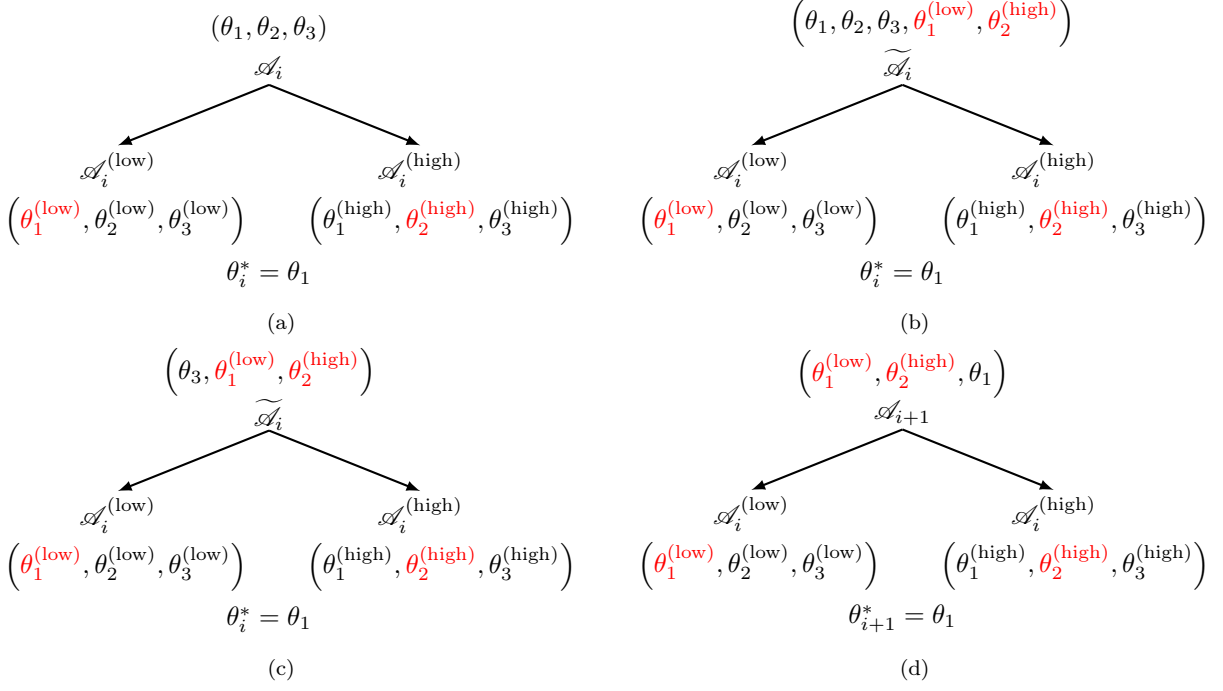 (θ₁, θ₂, θ₃)
𝒜ᵢ
𝒜ᵢ^(low) 𝒜ᵢ^(high)
(θ₁^(low), θ₂^(low), θ₃^(low)) (θ₁^(high), θ₂^(high), θ₃^(high))
θᵢ* = θ₁
(a)
(θ₁, θ₂, θ₃, θ₁^(low), θ₂^(high))
𝒜̃ᵢ
𝒜ᵢ^(low) 𝒜ᵢ^(high)
(θ₁^(low), θ₂^(low), θ₃^(low)) (θ₁^(high), θ₂^(high), θ₃^(high))
θᵢ* = θ₁
(b)
(θ₃, θ₁^(low), θ₂^(high))
𝒜̃ᵢ
𝒜ᵢ^(low) 𝒜ᵢ^(high)
(θ₁^(low), θ₂^(low), θ₃^(low)) (θ₁^(high), θ₂^(high), θ₃^(high))
θᵢ* = θ₁
(c)
(θ₁^(low), θ₂^(high), θ₁)
𝒜ᵢ₊₁
𝒜ᵢ^(low) 𝒜ᵢ^(high)
(θ₁^(low), θ₂^(low), θ₃^(low)) (θ₁^(high), θ₂^(high), θ₃^(high))
θᵢ₊₁* = θ₁
(d)